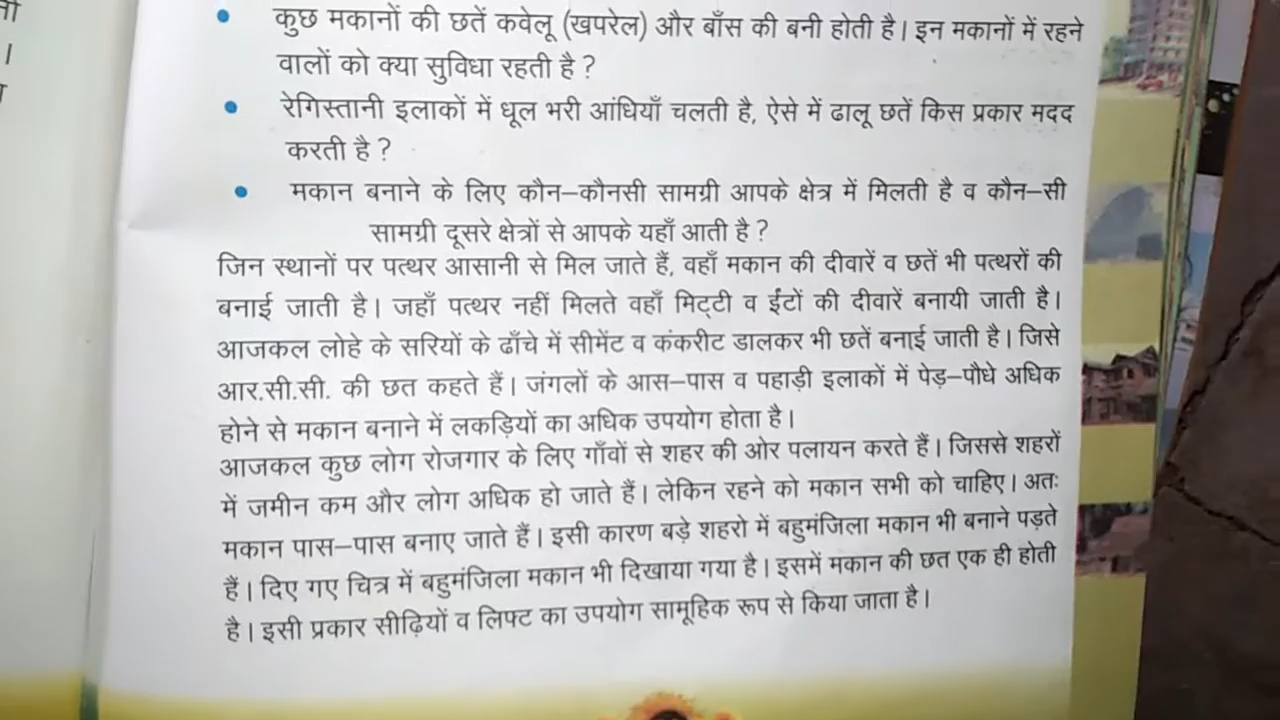 • कुछ मकानों की छतें कवेलू (खपरेल) और बाँस की बनी होती है। इन मकानों में रहने
वालों को क्या सुविधा रहती है ?
• रेगिस्तानी इलाकों में धूल भरी आंधियाँ चलती है, ऐसे में ढालू छतें किस प्रकार मदद
करती है ?
• मकान बनाने के लिए कौन–कौनसी सामग्री आपके क्षेत्र में मिलती है व कौन–सी
सामग्री दूसरे क्षेत्रों से आपके यहाँ आती है ?
जिन स्थानों पर पत्थर आसानी से मिल जाते हैं, वहाँ मकान की दीवारें व छतें भी पत्थरों की
बनाई जाती है। जहाँ पत्थर नहीं मिलते वहाँ मिट्टी व ईंटों की दीवारें बनायी जाती है।
आजकल लोहे के सरियों के ढाँचे में सीमेंट व कंकरीट डालकर भी छतें बनाई जाती है। जिसे
आर.सी.सी. की छत कहते हैं। जंगलों के आस–पास व पहाड़ी इलाकों में पेड़–पौधे अधिक
होने से मकान बनाने में लकड़ियों का अधिक उपयोग होता है।
आजकल कुछ लोग रोजगार के लिए गाँवों से शहर की ओर पलायन करते हैं। जिससे शहरों
में जमीन कम और लोग अधिक हो जाते हैं। लेकिन रहने को मकान सभी को चाहिए। अतः
मकान पास–पास बनाए जाते हैं। इसी कारण बड़े शहरो में बहुमंजिला मकान भी बनाने पड़ते
हैं। दिए गए चित्र में बहुमंजिला मकान भी दिखाया गया है। इसमें मकान की छत एक ही होती
है। इसी प्रकार सीढ़ियों व लिफ्ट का उपयोग सामूहिक रूप से किया जाता है।